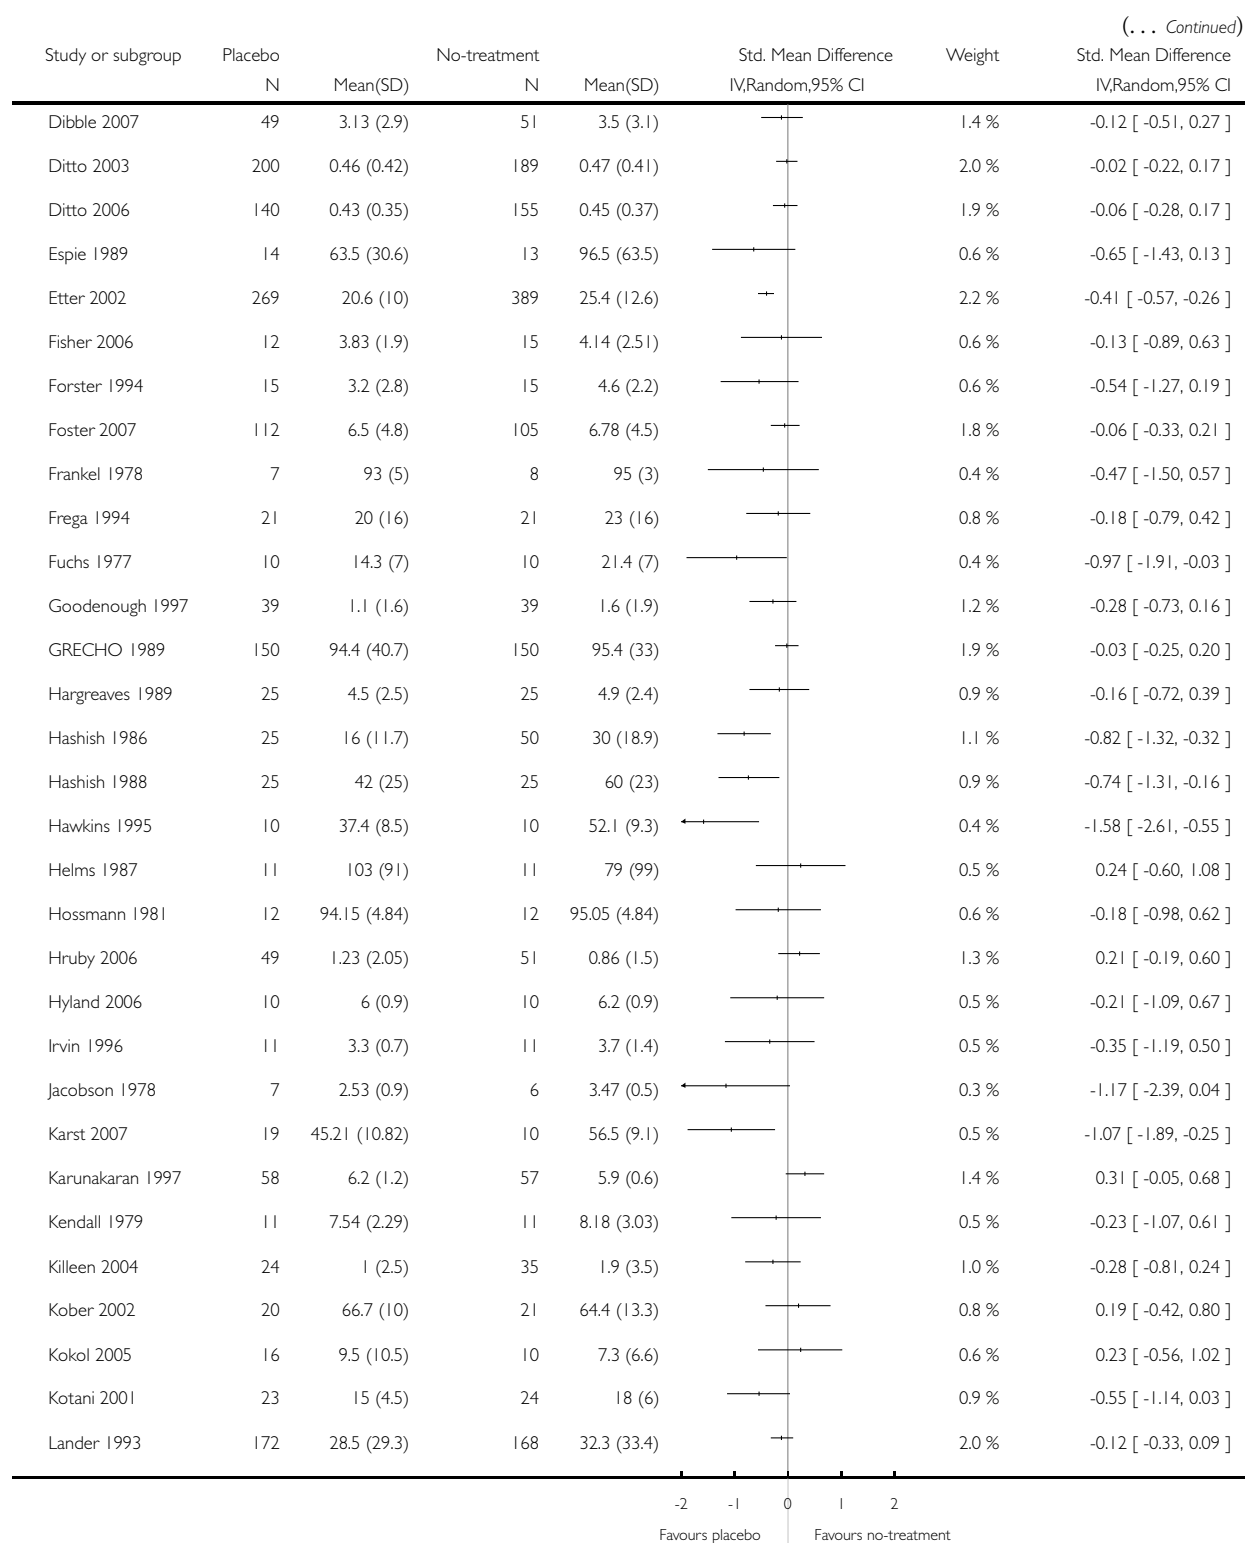 (... Continued)
Study or subgroup Placebo No-treatment Std. Mean Difference Weight Std. Mean Difference
N Mean(SD) N Mean(SD) IV,Random,95% CI IV,Random,95% CI
Dibble 2007 49 3.13 (2.9) 51 3.5 (3.1) 1.4 % -0.12 [ -0.51, 0.27 ]
Ditto 2003 200 0.46 (0.42) 189 0.47 (0.41) 2.0 % -0.02 [ -0.22, 0.17 ]
Ditto 2006 140 0.43 (0.35) 155 0.45 (0.37) 1.9 % -0.06 [ -0.28, 0.17 ]
Espie 1989 14 63.5 (30.6) 13 96.5 (63.5) 0.6 % -0.65 [ -1.43, 0.13 ]
Etter 2002 269 20.6 (10) 389 25.4 (12.6) 2.2 % -0.41 [ -0.57, -0.26 ]
Fisher 2006 12 3.83 (1.9) 15 4.14 (2.51) 0.6 % -0.13 [ -0.89, 0.63 ]
Forster 1994 15 3.2 (2.8) 15 4.6 (2.2) 0.6 % -0.54 [ -1.27, 0.19 ]
Foster 2007 112 6.5 (4.8) 105 6.78 (4.5) 1.8 % -0.06 [ -0.33, 0.21 ]
Frankel 1978 7 93 (5) 8 95 (3) 0.4 % -0.47 [ -1.50, 0.57 ]
Frega 1994 21 20 (16) 21 23 (16) 0.8 % -0.18 [ -0.79, 0.42 ]
Fuchs 1977 10 14.3 (7) 10 21.4 (7) 0.4 % -0.97 [ -1.91, -0.03 ]
Goodenough 1997 39 1.1 (1.6) 39 1.6 (1.9) 1.2 % -0.28 [ -0.73, 0.16 ]
GRECHO 1989 150 94.4 (40.7) 150 95.4 (33) 1.9 % -0.03 [ -0.25, 0.20 ]
Hargreaves 1989 25 4.5 (2.5) 25 4.9 (2.4) 0.9 % -0.16 [ -0.72, 0.39 ]
Hashish 1986 25 16 (11.7) 50 30 (18.9) 1.1 % -0.82 [ -1.32, -0.32 ]
Hashish 1988 25 42 (25) 25 60 (23) 0.9 % -0.74 [ -1.31, -0.16 ]
Hawkins 1995 10 37.4 (8.5) 10 52.1 (9.3) 0.4 % -1.58 [ -2.61, -0.55 ]
Helms 1987 11 103 (91) 11 79 (99) 0.5 % 0.24 [ -0.60, 1.08 ]
Hossmann 1981 12 94.15 (4.84) 12 95.05 (4.84) 0.6 % -0.18 [ -0.98, 0.62 ]
Hruby 2006 49 1.23 (2.05) 51 0.86 (1.5) 1.3 % 0.21 [ -0.19, 0.60 ]
Hyland 2006 10 6 (0.9) 10 6.2 (0.9) 0.5 % -0.21 [ -1.09, 0.67 ]
Irvin 1996 11 3.3 (0.7) 11 3.7 (1.4) 0.5 % -0.35 [ -1.19, 0.50 ]
Jacobson 1978 7 2.53 (0.9) 6 3.47 (0.5) 0.3 % -1.17 [ -2.39, 0.04 ]
Karst 2007 19 45.21 (10.82) 10 56.5 (9.1) 0.5 % -1.07 [ -1.89, -0.25 ]
Karunakaran 1997 58 6.2 (1.2) 57 5.9 (0.6) 1.4 % 0.31 [ -0.05, 0.68 ]
Kendall 1979 11 7.54 (2.29) 11 8.18 (3.03) 0.5 % -0.23 [ -1.07, 0.61 ]
Killeen 2004 24 1 (2.5) 35 1.9 (3.5) 1.0 % -0.28 [ -0.81, 0.24 ]
Kober 2002 20 66.7 (10) 21 64.4 (13.3) 0.8 % 0.19 [ -0.42, 0.80 ]
Kokol 2005 16 9.5 (10.5) 10 7.3 (6.6) 0.6 % 0.23 [ -0.56, 1.02 ]
Kotani 2001 23 15 (4.5) 24 18 (6) 0.9 % -0.55 [ -1.14, 0.03 ]
Lander 1993 172 28.5 (29.3) 168 32.3 (33.4) 2.0 % -0.12 [ -0.33, 0.09 ]
-2 -1 0 1 2
Favours placebo Favours no-treatment